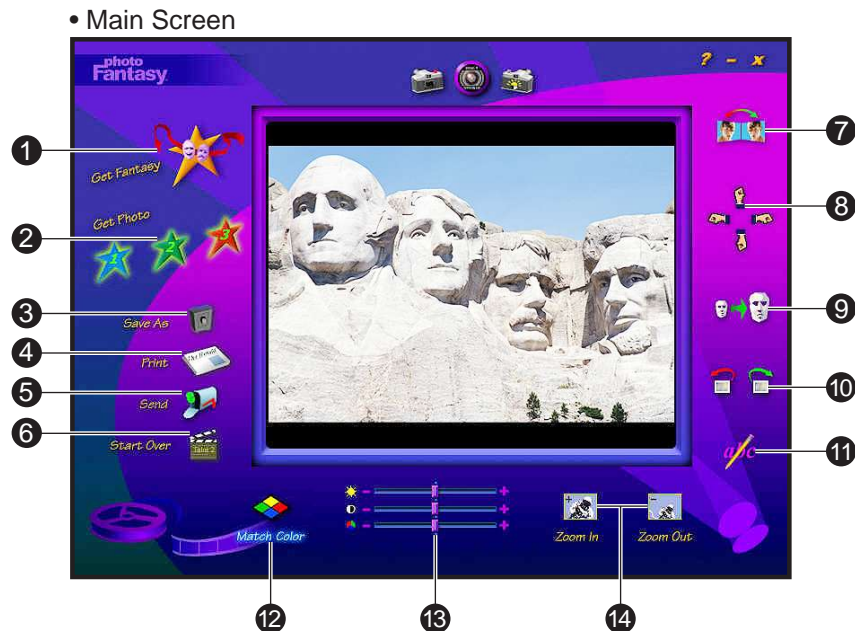 • Main Screen
photo
Fantasy
? – x
1
Get Fantasy
7
Get Photo
8
2
1 2 3
3
Save As
9
4
Print
5
Send
10
6
Start Over
Take 2
abc
11
Match Color
Zoom In
Zoom Out
12
13
14